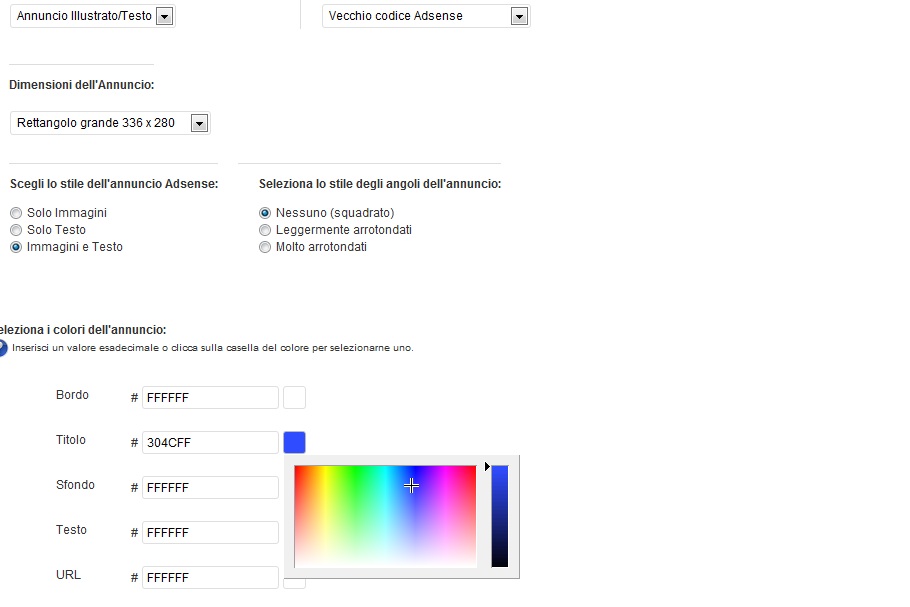 Annuncio Illustrato/Testo
Vecchio codice Adsense
Dimensioni dell'Annuncio:
Rettangolo grande 336 x 280
Scegli lo stile dell'annuncio Adsense:
Solo Immagini
Solo Testo
Immagini e Testo
Seleziona lo stile degli angoli dell'annuncio:
Nessuno (squadrato)
Leggermente arrotondati
Molto arrotondati
eleziona i colori dell'annuncio:
Inserisci un valore esadecimale o clicca sulla casella del colore per selezionarne uno.
Bordo # FFFFFF
Titolo # 304CFF
Sfondo # FFFFFF
Testo # FFFFFF
URL # FFFFFF